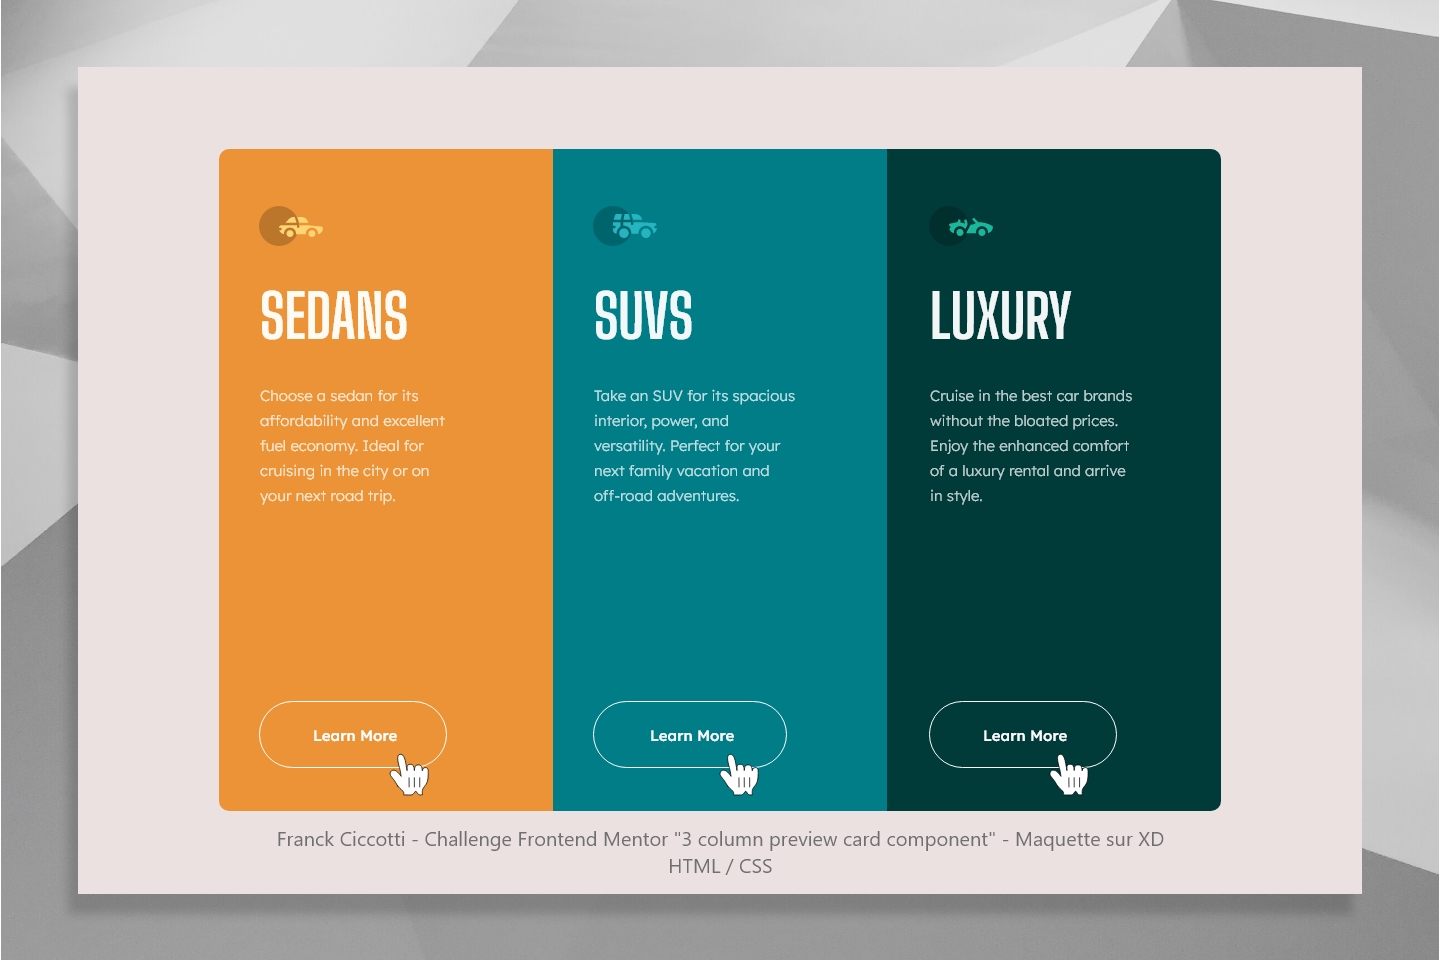 SEDANS
Choose a sedan for its
affordability and excellent
fuel economy. Ideal for
cruising in the city or on
your next road trip.
Learn More
SUVS
Take an SUV for its spacious
interior, power, and
versatility. Perfect for your
next family vacation and
off-road adventures.
Learn More
LUXURY
Cruise in the best car brands
without the bloated prices.
Enjoy the enhanced comfort
of a luxury rental and arrive
in style.
Learn More
Franck Ciccotti - Challenge Frontend Mentor "3 column preview card component" - Maquette sur XD
HTML / CSS